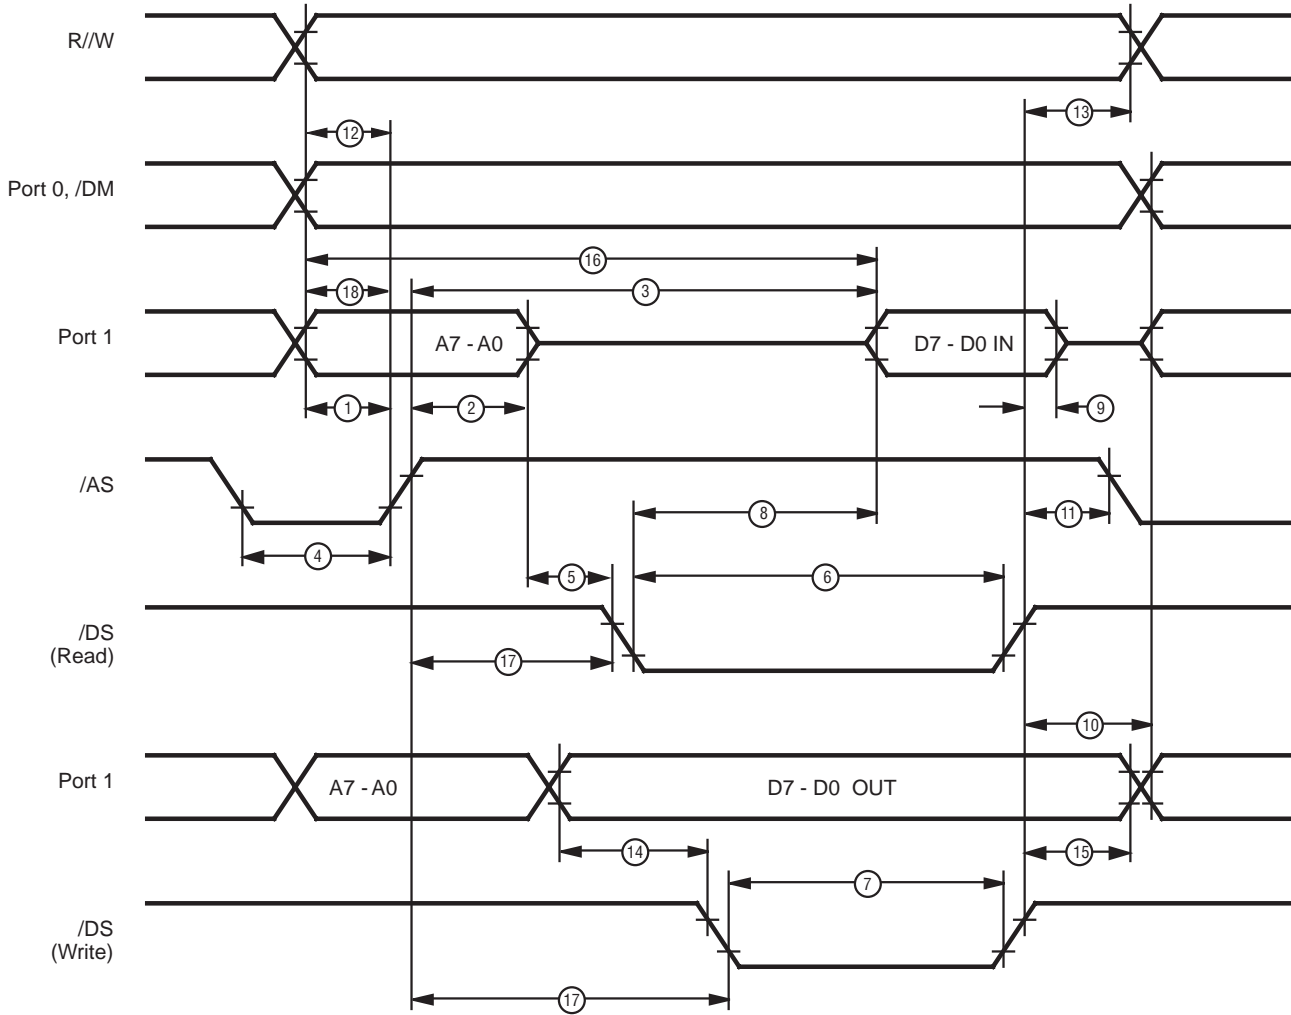 R//W
13
12
Port 0, /DM
16
18
3
Port 1
A7 - A0
D7 - D0 IN
1
2
9
/AS
8
11
4
5
6
/DS
(Read)
17
10
Port 1
A7 - A0
D7 - D0 OUT
14
15
7
/DS
(Write)
17